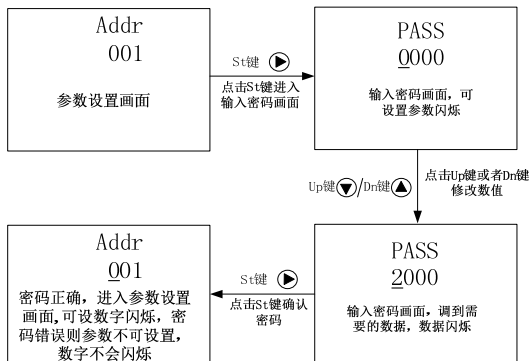 Addr
001
参数设置画面
St键
点击St键进入
输入密码画面
PASS
0000
输入密码画面，可
设置参数闪烁
Up键/Dn键
点击Up键或者Dn键
修改数值
PASS
2000
输入密码画面，调到需
要的数据，数据闪烁
St键
点击St键确认
密码
Addr
001
密码正确，进入参数设置
画面,可设数字闪烁，密
码错误则参数不可设置，
数字不会闪烁